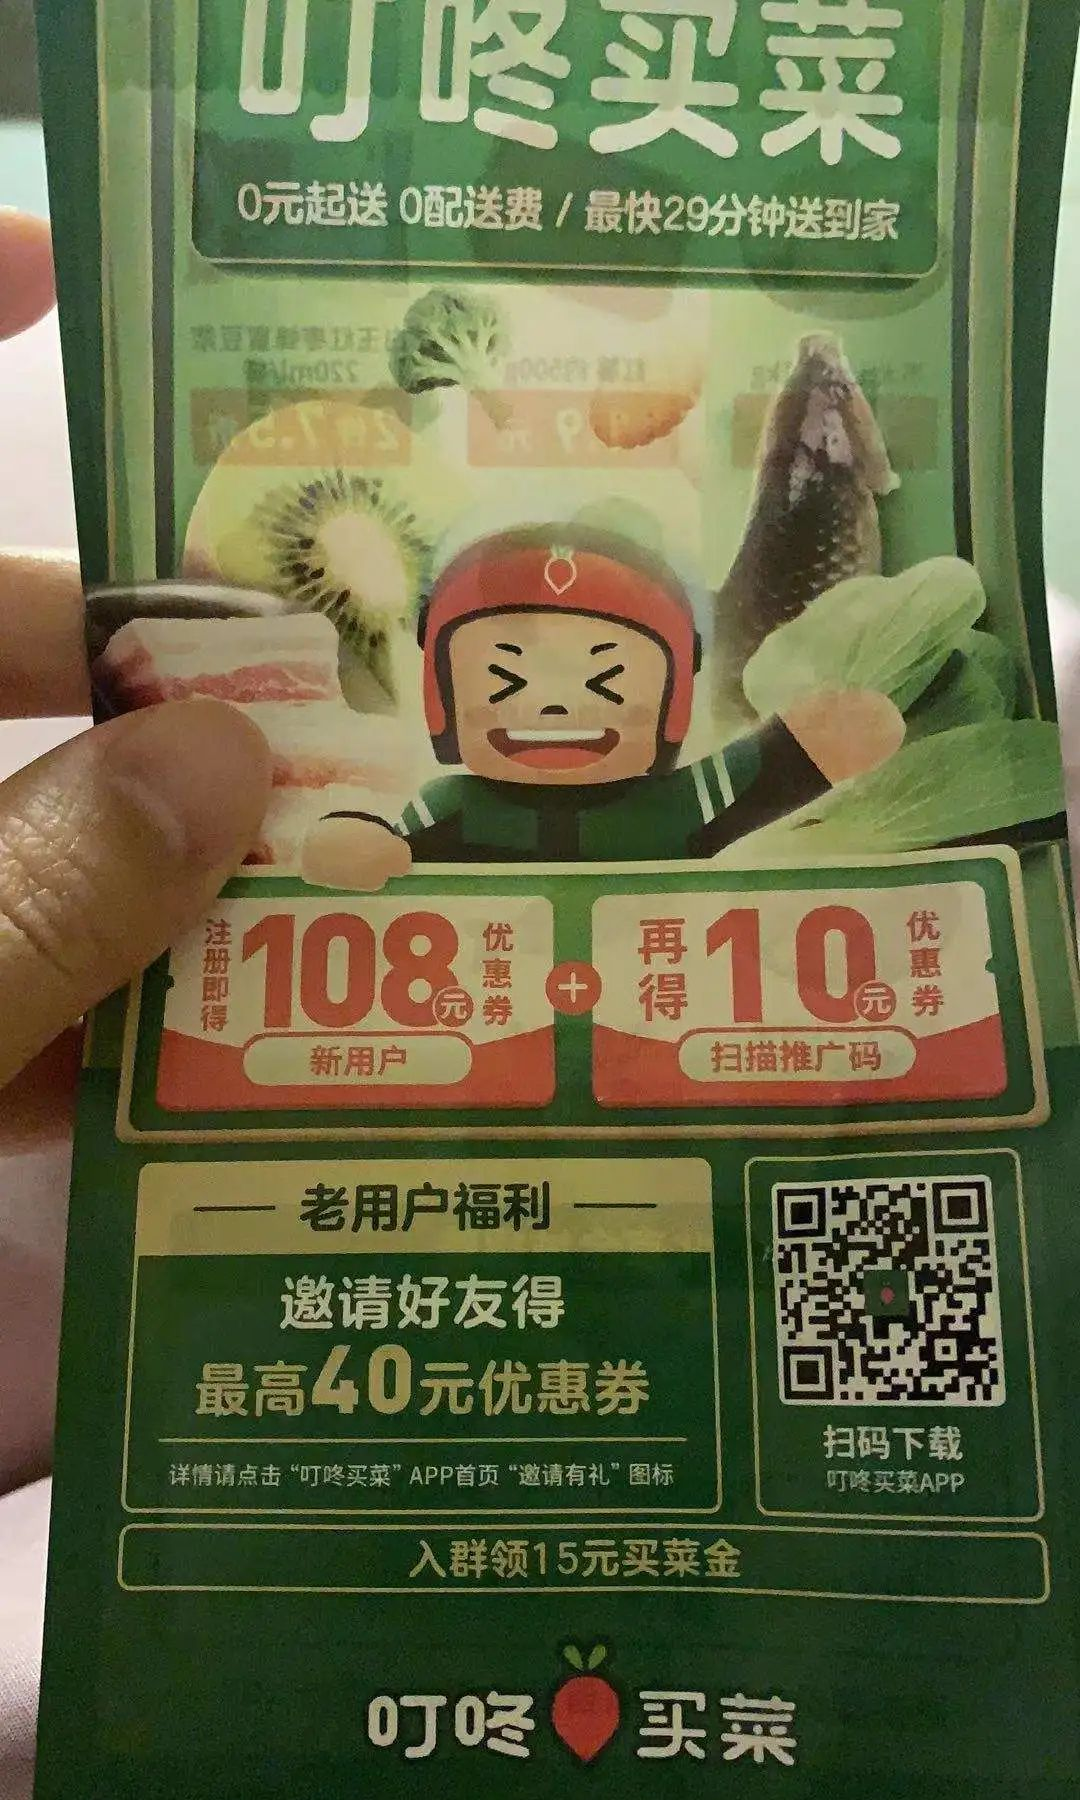 叮咚买菜
0元起送 0配送费 / 最快29分钟送到家
注册即得 108元 优惠券
新用户
+
再得 10元 优惠券
扫描推广码
老用户福利
邀请好友得
最高40元优惠券
详情请点击“叮咚买菜”APP首页“邀请有礼”图标
扫码下载
叮咚买菜APP
入群领15元买菜金
叮咚买菜